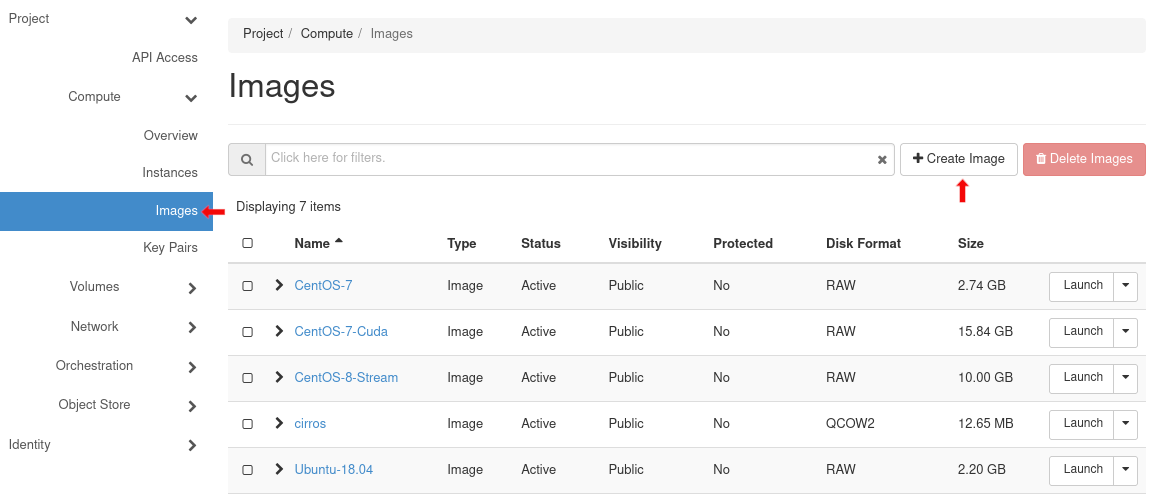 Project
API Access
Compute
Overview
Instances
Images
Key Pairs
Volumes
Network
Orchestration
Object Store
Identity
Project / Compute / Images
Images
Click here for filters.
Create Image
Delete Images
Displaying 7 items
Name Type Status Visibility Protected Disk Format Size
CentOS-7 Image Active Public No RAW 2.74 GB Launch
CentOS-7-Cuda Image Active Public No RAW 15.84 GB Launch
CentOS-8-Stream Image Active Public No RAW 10.00 GB Launch
cirros Image Active Public No QCOW2 12.65 MB Launch
Ubuntu-18.04 Image Active Public No RAW 2.20 GB Launch